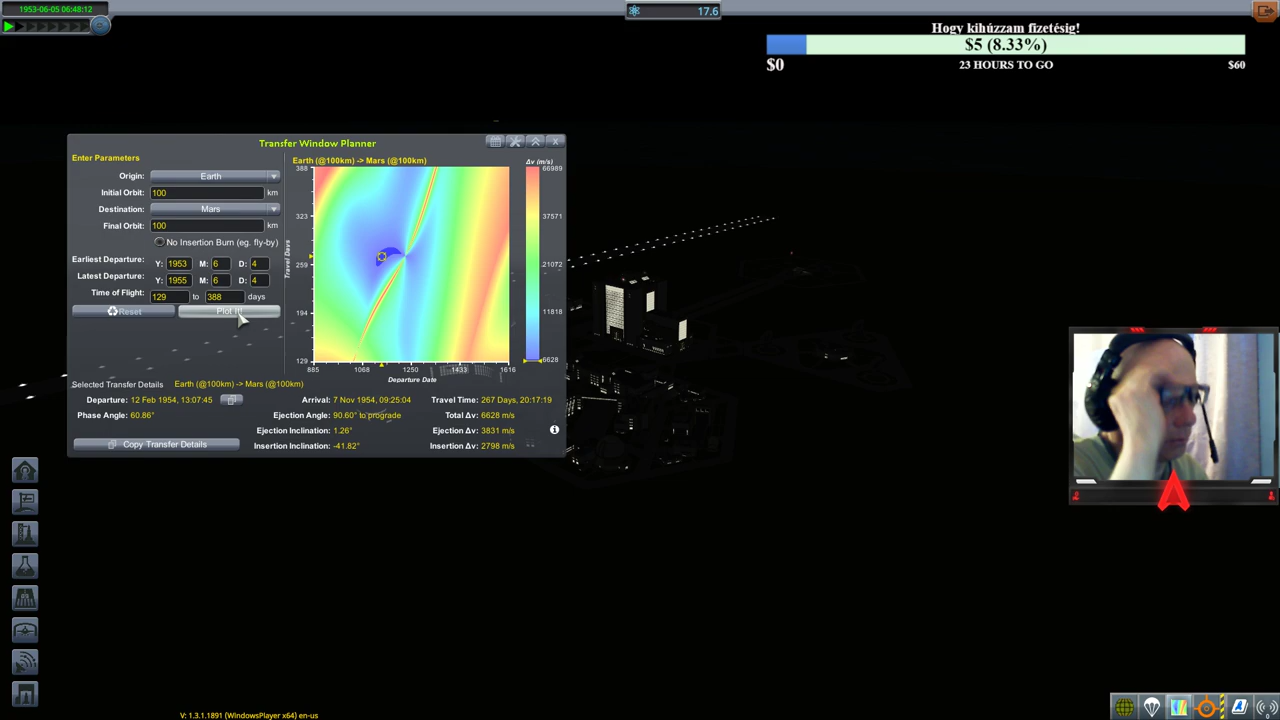 1953-06-05 06:48:12
17.6
Hogy kihúzzam fizetésig!
$5 (8.33%)
$0
23 HOURS TO GO
$60
Transfer Window Planner
X
Enter Parameters
Origin: Earth
Initial Orbit: 100 km
Destination: Mars
Final Orbit: 100 km
No Insertion Burn (eg. fly-by)
Earliest Departure: Y: 1953 M: 6 D: 4
Latest Departure: Y: 1955 M: 6 D: 4
Time of Flight: 129 to 388 days
Reset
Plot It!
Earth (@100km) -> Mars (@100km)
Δv (m/s)
388
323
259
194
129
Travel Days
885 1068 1250 1433 1616
Departure Date
66989
37571
21072
11818
6628
Selected Transfer Details Earth (@100km) -> Mars (@100km)
Departure: 12 Feb 1954, 13:07:45
Arrival: 7 Nov 1954, 09:25:04
Travel Time: 267 Days, 20:17:19
Phase Angle: 60.86°
Ejection Angle: 90.60° to prograde
Total Δv: 6628 m/s
Ejection Inclination: 1.26°
Ejection Δv: 3831 m/s
Copy Transfer Details
Insertion Inclination: -41.82°
Insertion Δv: 2798 m/s
V: 1.3.1.1891 (WindowsPlayer x64) en-us